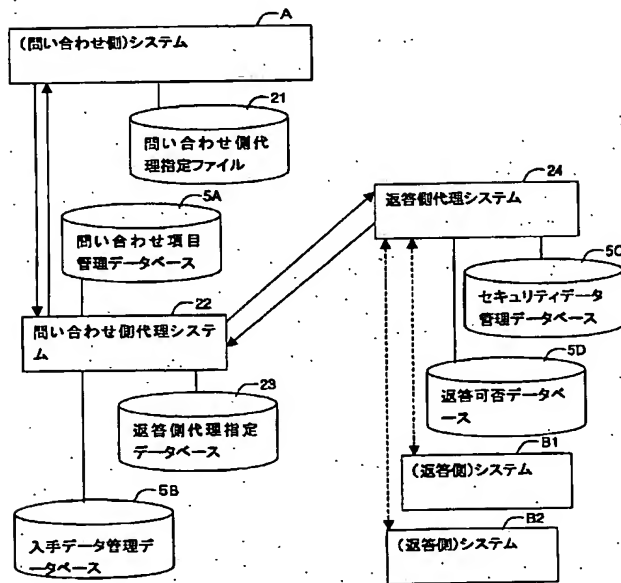 A
(問い合わせ側)システム
21
問い合わせ側代
理指定ファイル
5A
問い合わせ項目
管理データベース
22
問い合わせ側代理システ
ム
23
返答側代理指定
データベース
5B
入手データ管理デ
ータベース
24
返答側代理システム
5C
セキュリティデータ
管理データベース
5D
返答可否データベ
ース
B1
(返答側)システム
B2
(返答側)システム